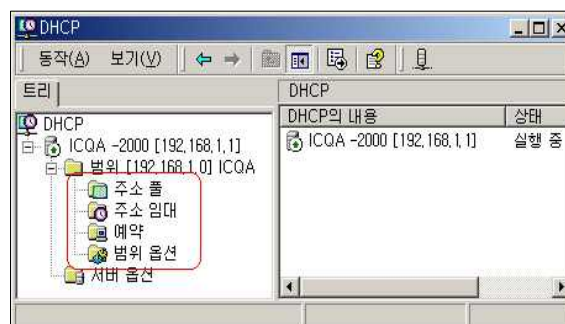 DHCP
동작(A) 보기(V)
트리
DHCP
DHCP
ICQA -2000 [192,168,1,1]
범위 [192,168,1,0] ICQA
주소 풀
주소 임대
예약
범위 옵션
서버 옵션
DHCP의 내용 상태
ICQA -2000 [192,168,1,1] 실행 중